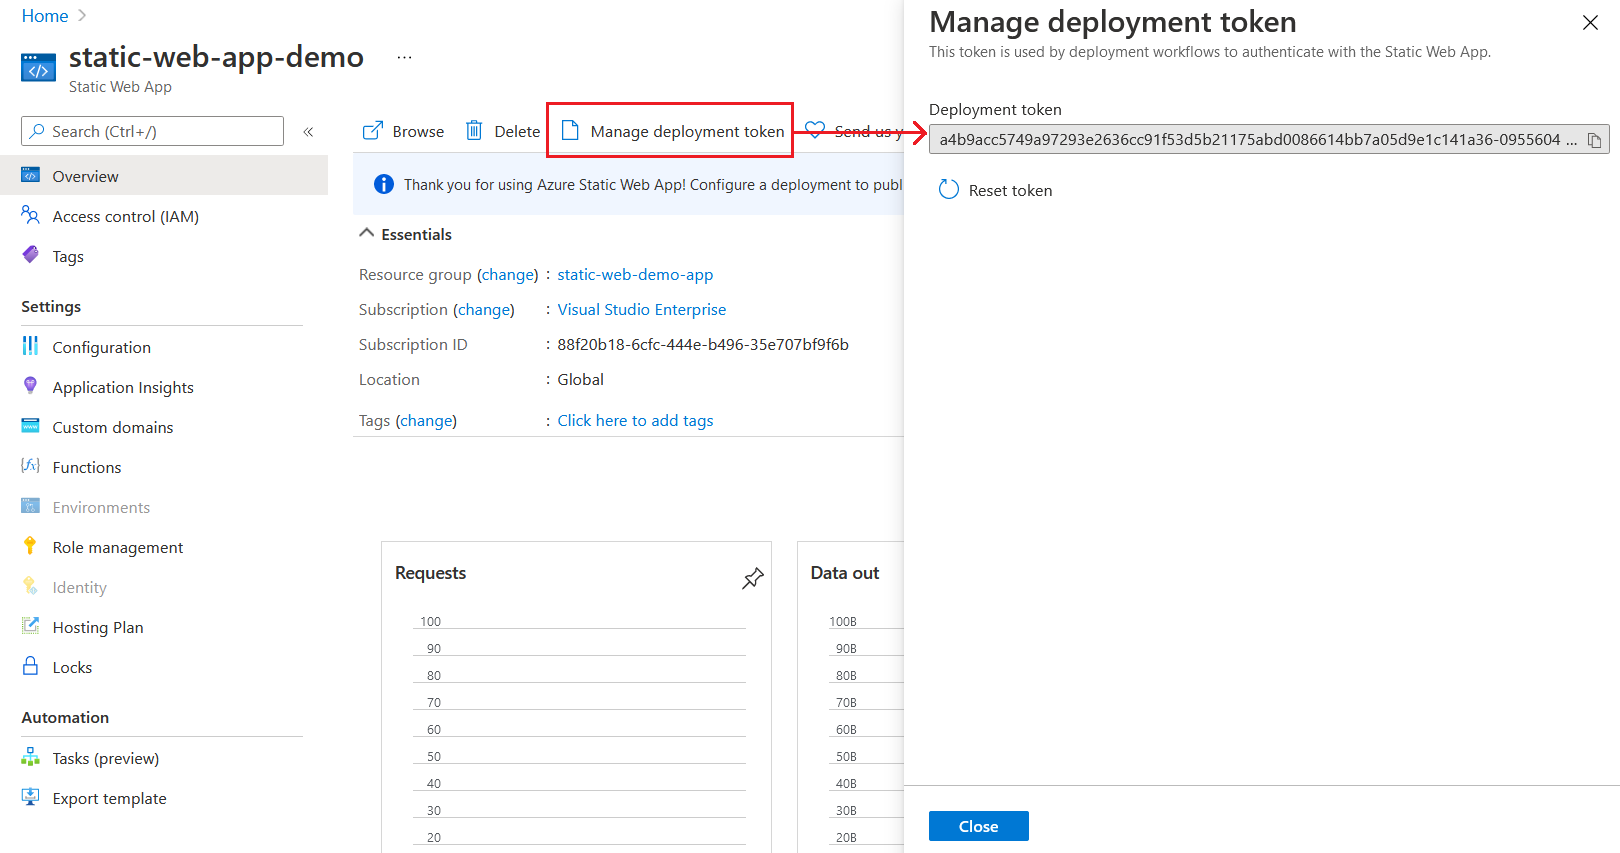 Home
static-web-app-demo ...
Static Web App
Search (Ctrl+/) «
Overview
Access control (IAM)
Tags
Settings
Configuration
Application Insights
Custom domains
Functions
Environments
Role management
Identity
Hosting Plan
Locks
Automation
Tasks (preview)
Export template
Browse Delete Manage deployment token Send us y
Thank you for using Azure Static Web App! Configure a deployment to publ
Essentials
Resource group (change) : static-web-demo-app
Subscription (change) : Visual Studio Enterprise
Subscription ID : 88f20b18-6cfc-444e-b496-35e707bf9f6b
Location : Global
Tags (change) : Click here to add tags
Requests
100
90
80
70
60
50
40
30
20
Data out
100B
90B
80B
70B
60B
50B
40B
30B
20B
Manage deployment token
This token is used by deployment workflows to authenticate with the Static Web App.
Deployment token
a4b9acc5749a97293e2636cc91f53d5b21175abd0086614bb7a05d9e1c141a36-0955604 ...
Reset token
Close